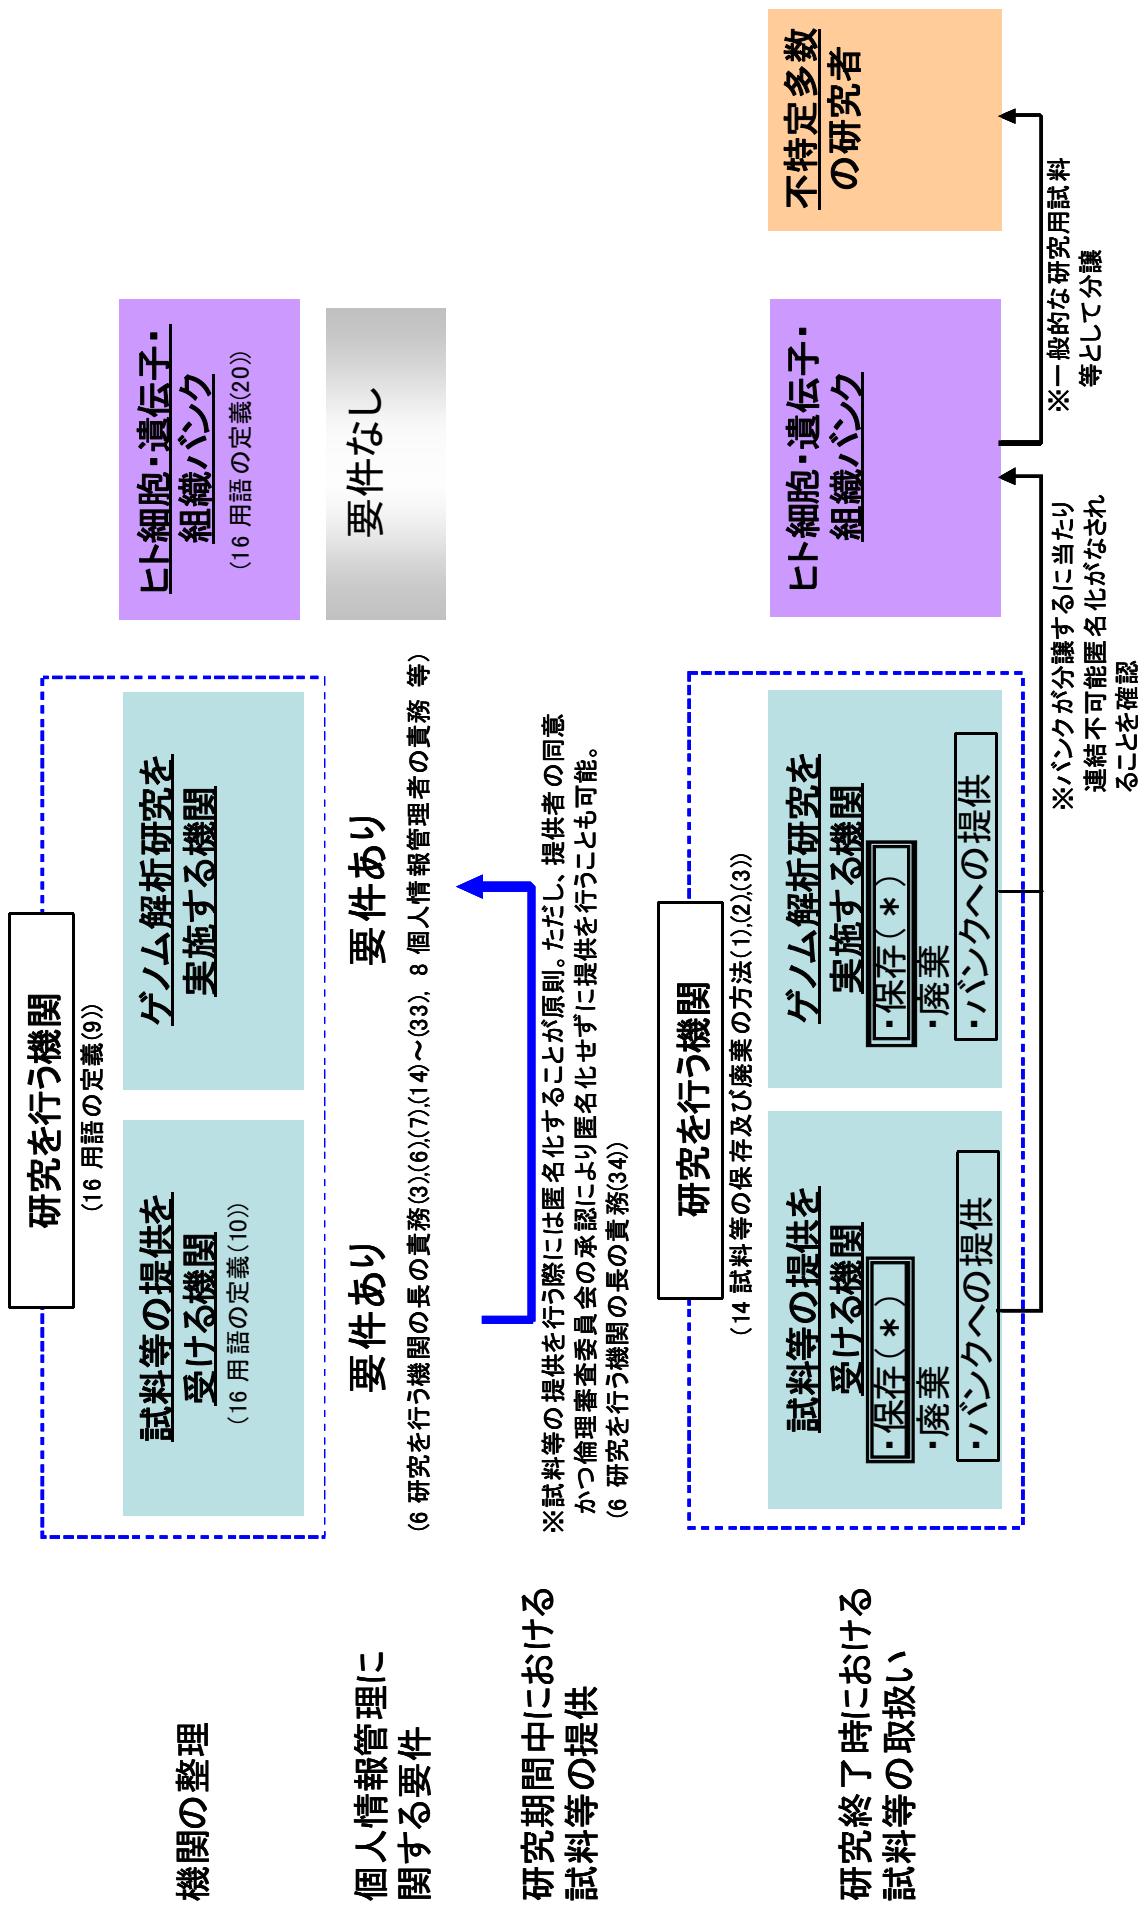 機関の整理
研究を行う機関
(16 用語の定義(9))
試料等の提供を
受ける機関
(16 用語の定義(10))
ゲノム解析研究を
実施する機関
ヒト細胞・遺伝子・
組織バンク
(16 用語の定義(20))
個人情報管理に
関する要件
要件あり
要件あり
要件なし
(6 研究を行う機関の長の責務(3),(6),(7),(14)～(33), 8 個人情報管理者の責務 等)
研究期間中における
試料等の提供
※試料等の提供を行う際には匿名化することが原則。ただし、提供者の同意
かつ倫理審査委員会の承認により匿名化せずに提供を行うことも可能。
(6 研究を行う機関の長の責務(34))
研究終了時における
試料等の取扱い
研究を行う機関
(14 試料等の保存及び廃棄の方法(1),(2),(3))
試料等の提供を
受ける機関
・保存(＊)
・廃棄
・バンクへの提供
ゲノム解析研究を
実施する機関
・保存(＊)
・廃棄
・バンクへの提供
ヒト細胞・遺伝子・
組織バンク
不特定多数
の研究者
※バンクが分譲するに当たり
連結不可能匿名化がなされ
ることを確認
※一般的な研究用試料
等として分譲